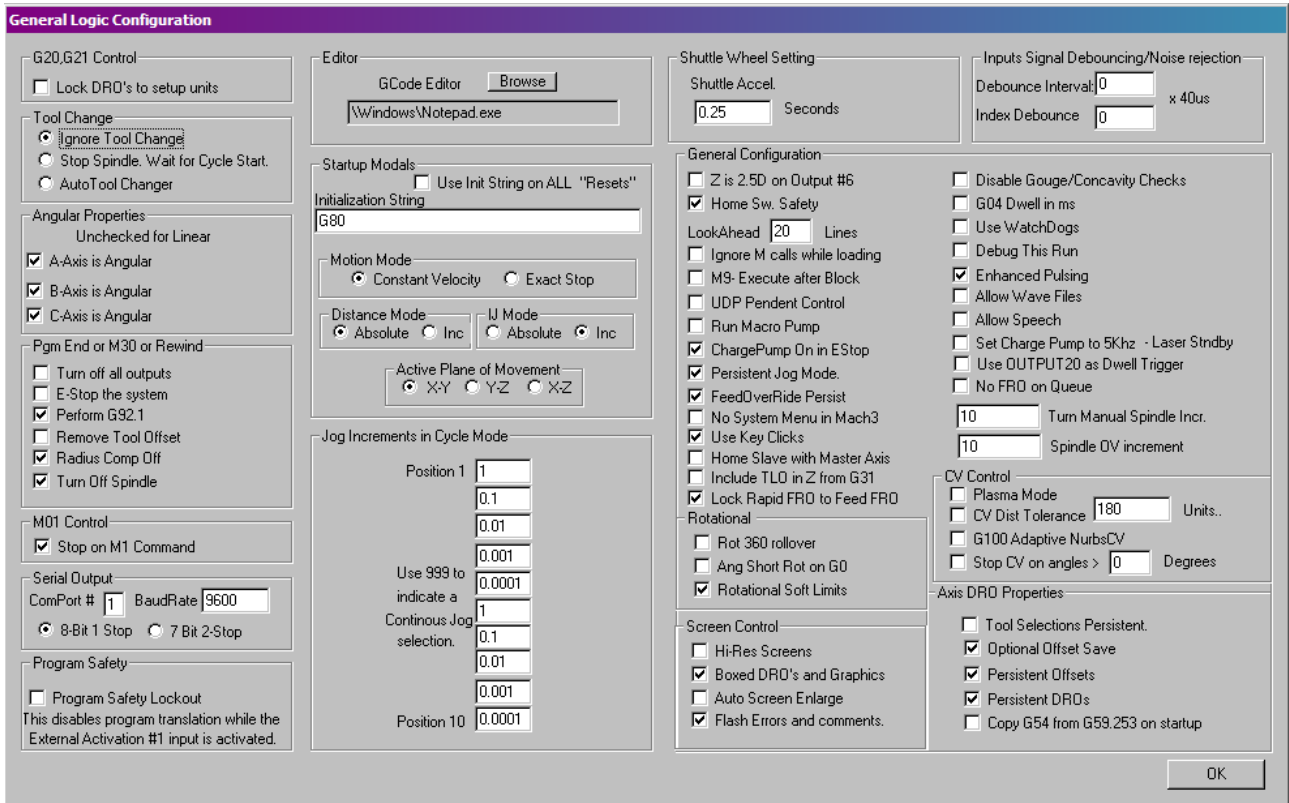 General Logic Configuration
G20,G21 Control
Lock DRO's to setup units
Tool Change
Ignore Tool Change
Stop Spindle. Wait for Cycle Start.
AutoTool Changer
Angular Properties
Unchecked for Linear
A-Axis is Angular
B-Axis is Angular
C-Axis is Angular
Pgm End or M30 or Rewind
Turn off all outputs
E-Stop the system
Perform G92.1
Remove Tool Offset
Radius Comp Off
Turn Off Spindle
M01 Control
Stop on M1 Command
Serial Output
ComPort # 1 BaudRate 9600
8-Bit 1 Stop 7 Bit 2-Stop
Program Safety
Program Safety Lockout
This disables program translation while the
External Activation #1 input is activated.
Editor
GCode Editor Browse
\Windows\Notepad.exe
Startup Modals
Use Init String on ALL "Resets"
Initialization String
G80
Motion Mode
Constant Velocity Exact Stop
Distance Mode
Absolute Inc
IJ Mode
Absolute Inc
Active Plane of Movement
X-Y Y-Z X-Z
Jog Increments in Cycle Mode
Position 1 1
0.1
0.01
0.001
Use 999 to
0.0001
indicate a
1
Continous Jog
0.1
selection.
0.01
0.001
Position 10 0.0001
Shuttle Wheel Setting
Shuttle Accel.
0.25 Seconds
Inputs Signal Debouncing/Noise rejection
Debounce Interval: 0
x 40us
Index Debounce 0
General Configuration
Z is 2.5D on Output #6
Home Sw. Safety
LookAhead 20 Lines
Ignore M calls while loading
M9- Execute after Block
UDP Pendent Control
Run Macro Pump
ChargePump On in EStop
Persistent Jog Mode.
FeedOverRide Persist
No System Menu in Mach3
Use Key Clicks
Home Slave with Master Axis
Include TLO in Z from G31
Lock Rapid FRO to Feed FRO
Disable Gouge/Concavity Checks
G04 Dwell in ms
Use WatchDogs
Debug This Run
Enhanced Pulsing
Allow Wave Files
Allow Speech
Set Charge Pump to 5Khz - Laser Stndby
Use OUTPUT20 as Dwell Trigger
No FRO on Queue
10 Turn Manual Spindle Incr.
10 Spindle OV increment
CV Control
Plasma Mode
CV Dist Tolerance 180 Units..
G100 Adaptive NurbsCV
Stop CV on angles > 0 Degrees
Rotational
Rot 360 rollover
Ang Short Rot on G0
Rotational Soft Limits
Screen Control
Hi-Res Screens
Boxed DRO's and Graphics
Auto Screen Enlarge
Flash Errors and comments.
Axis DRO Properties
Tool Selections Persistent.
Optional Offset Save
Persistent Offsets
Persistent DROs
Copy G54 from G59.253 on startup
OK